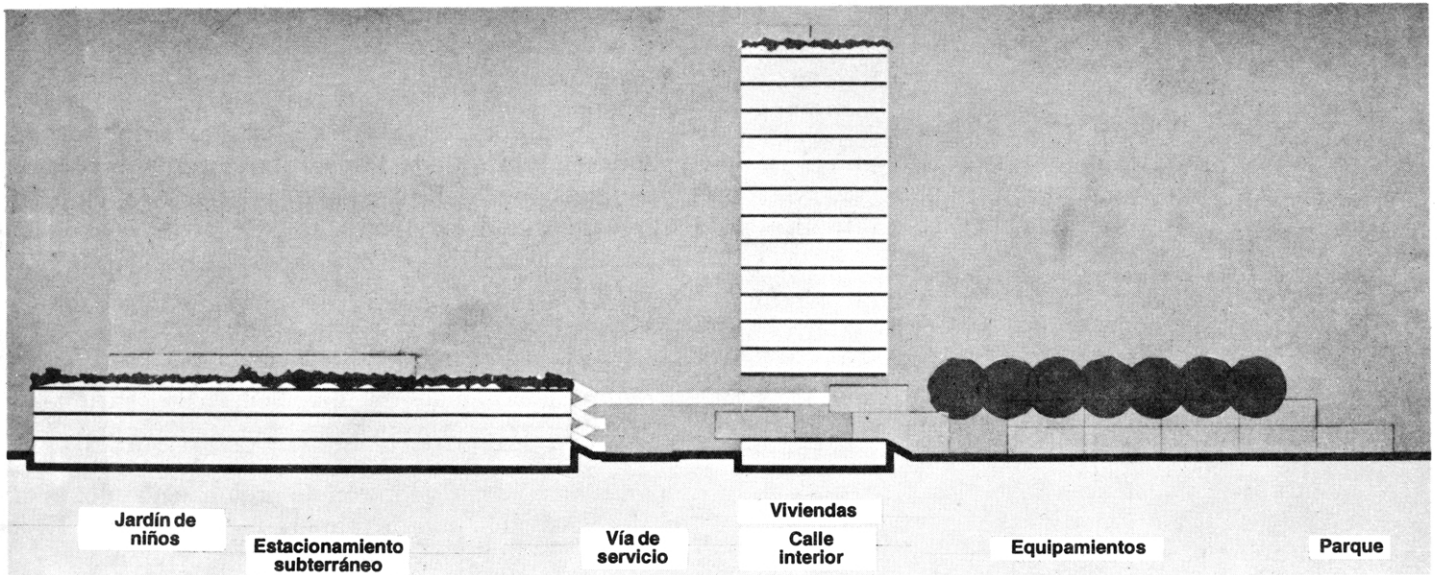 Jardín de
niños
Estacionamiento
subterráneo
Vía de
servicio
Viviendas
Calle
interior
Equipamientos
Parque